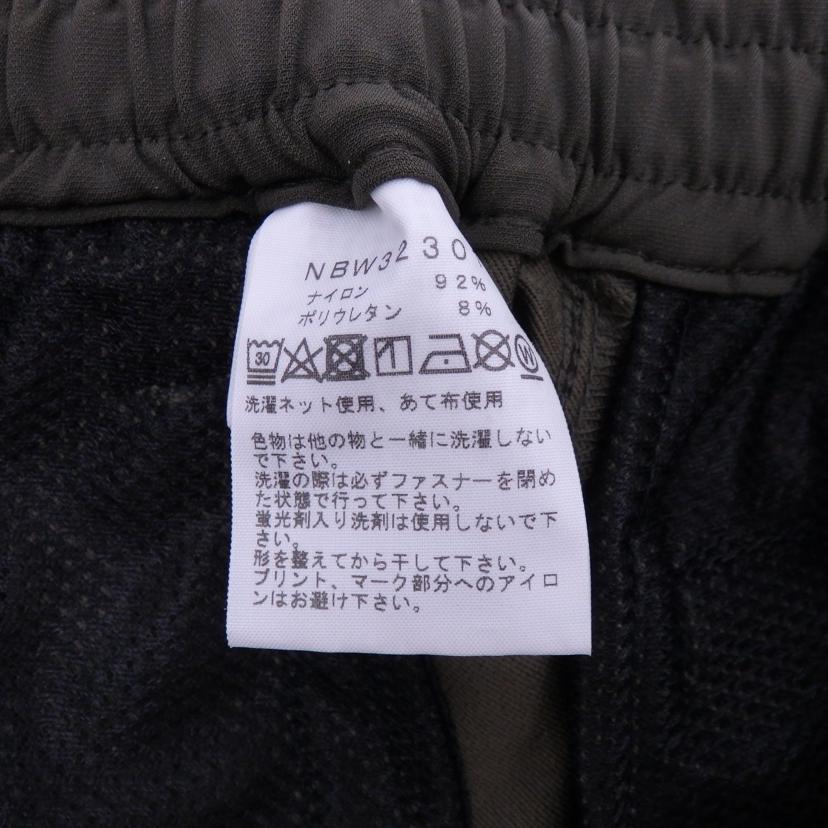 NBW3230
ナイロン 92%
ポリウレタン 8%
30 W
洗濯ネット使用、あて布使用
色物は他の物と一緒に洗濯しない
で下さい。
洗濯の際は必ずファスナーを閉め
た状態で行って下さい。
蛍光剤入り洗剤は使用しないで下
さい。
形を整えてから干して下さい。
プリント、マーク部分へのアイロ
ンはお避け下さい。